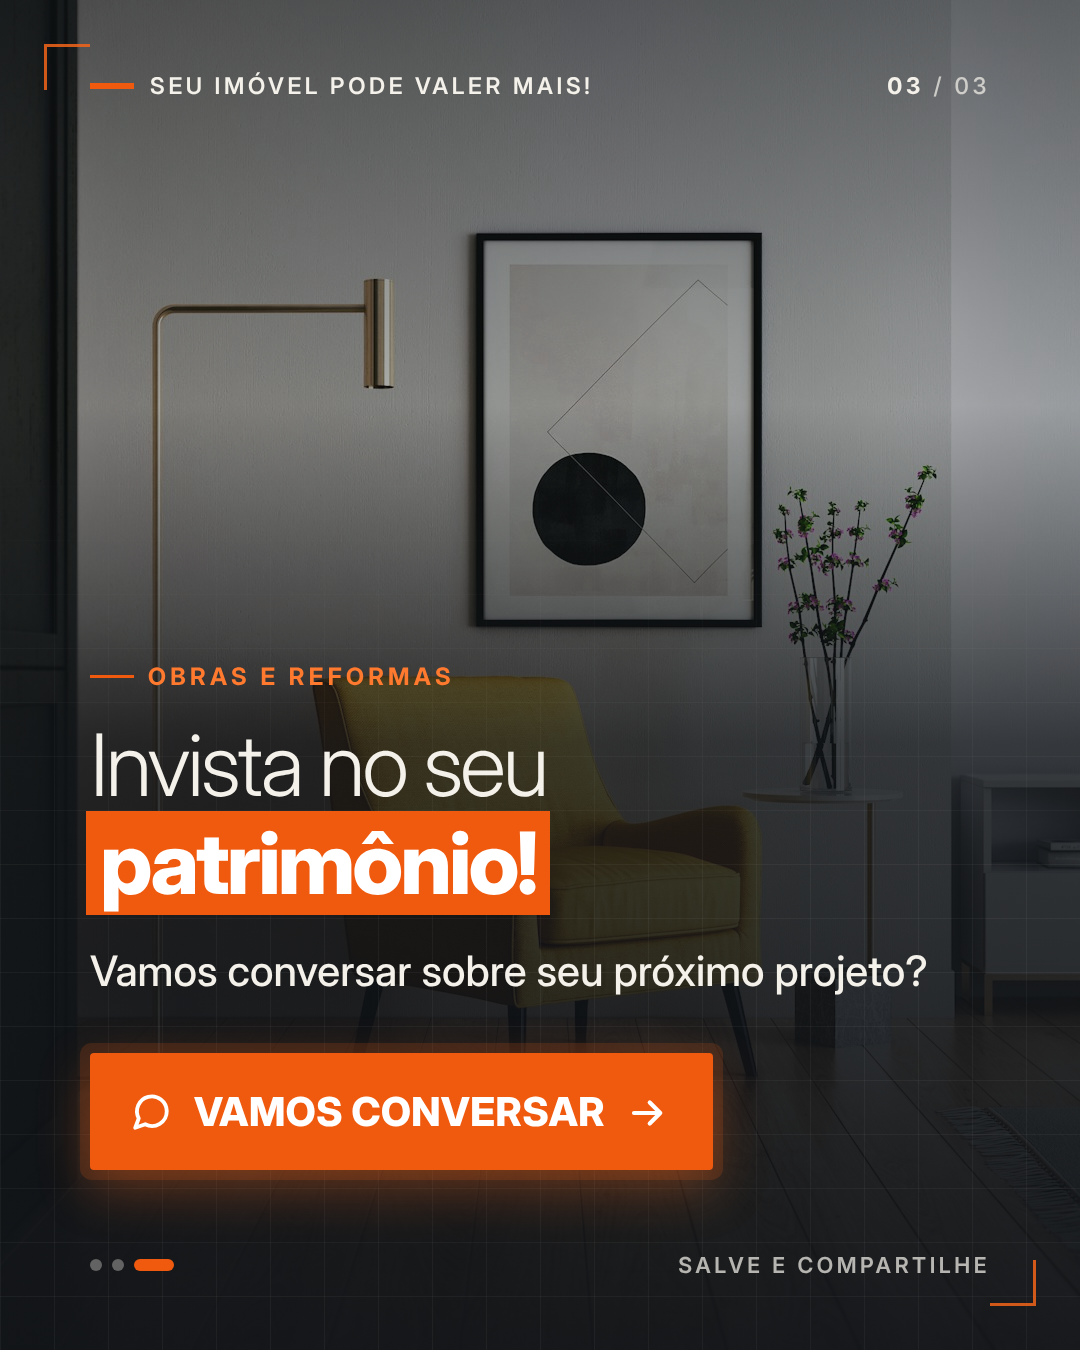 SEU IMÓVEL PODE VALER MAIS!
03 / 03
OBRAS E REFORMAS
Invista no seu
patrimônio!
Vamos conversar sobre seu próximo projeto?
VAMOS CONVERSAR
SALVE E COMPARTILHE